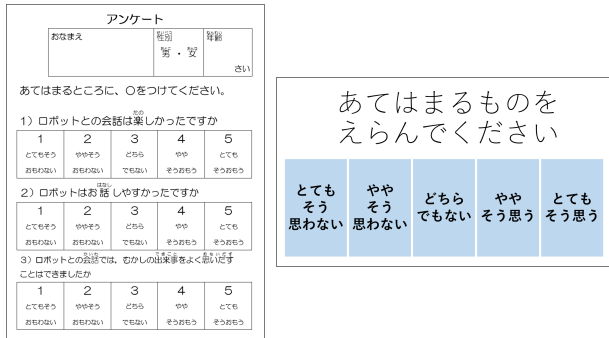 アンケート
おなまえ
性別
年齢
男 ・ 女
さい
あてはまるところに、〇をつけてください。
1）ロボットとの会話は楽しかったですか
1 2 3 4 5
とてもそう ややそう どちら やや とても
おもわない おもわない でもない そうおもう そうおもう
2）ロボットはお話しやすかったですか
1 2 3 4 5
とてもそう ややそう どちら やや とても
おもわない おもわない でもない そうおもう そうおもう
3）ロボットとの会話では，むかしの出来事をよく思いだす
ことはできましたか
1 2 3 4 5
とてもそう ややそう どちら やや とても
おもわない おもわない でもない そうおもう そうおもう
あてはまるものを
えらんでください
とても
そう
思わない
やや
そう
思わない
どちら
でもない
やや
そう思う
とても
そう思う